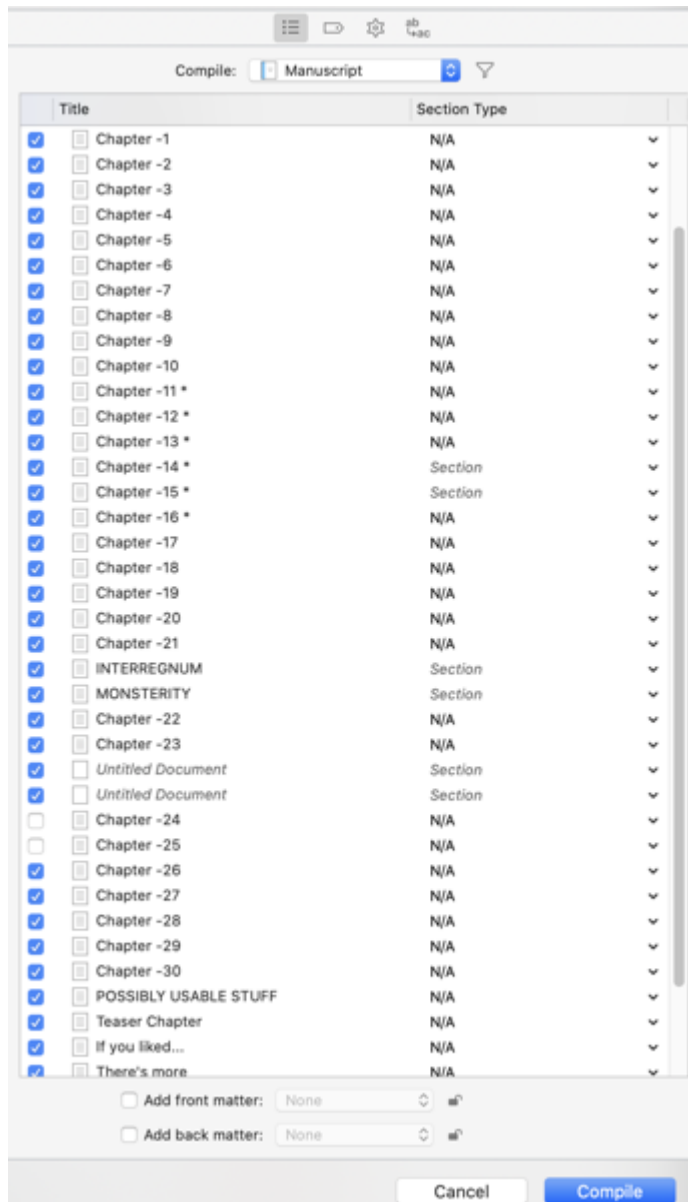 ab
ac
Compile: Manuscript
Title Section Type
Chapter -1 N/A
Chapter -2 N/A
Chapter -3 N/A
Chapter -4 N/A
Chapter -5 N/A
Chapter -6 N/A
Chapter -7 N/A
Chapter -8 N/A
Chapter -9 N/A
Chapter -10 N/A
Chapter -11 * N/A
Chapter -12 * N/A
Chapter -13 * N/A
Chapter -14 * Section
Chapter -15 * Section
Chapter -16 * N/A
Chapter -17 N/A
Chapter -18 N/A
Chapter -19 N/A
Chapter -20 N/A
Chapter -21 N/A
INTERREGNUM Section
MONSTERITY Section
Chapter -22 N/A
Chapter -23 N/A
Untitled Document Section
Untitled Document Section
Chapter -24 N/A
Chapter -25 N/A
Chapter -26 N/A
Chapter -27 N/A
Chapter -28 N/A
Chapter -29 N/A
Chapter -30 N/A
POSSIBLY USABLE STUFF N/A
Teaser Chapter N/A
If you liked... N/A
There's more N/A
Add front matter: None
Add back matter: None
Cancel Compile